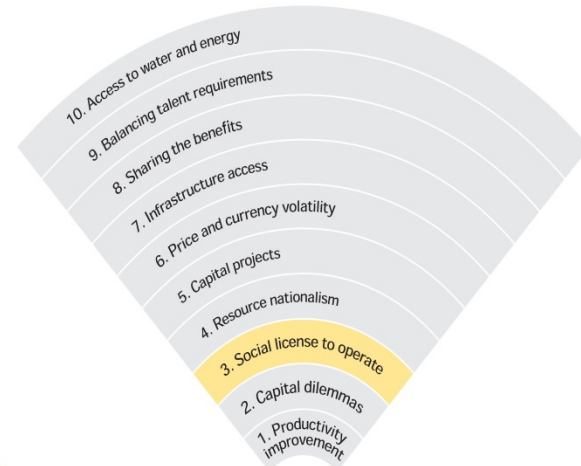 10. Access to water and energy
9. Balancing talent requirements
8. Sharing the benefits
7. Infrastructure access
6. Price and currency volatility
5. Capital projects
4. Resource nationalism
3. Social license to operate
2. Capital dilemmas
1. Productivity
improvement